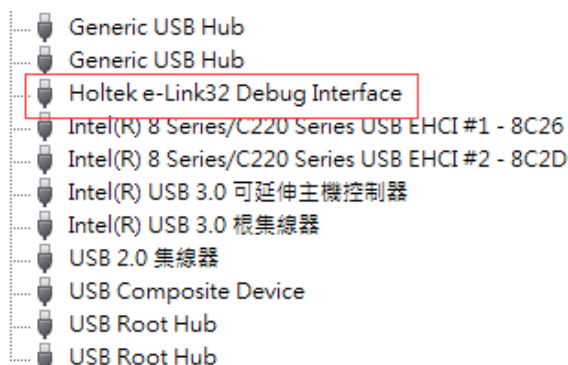 Generic USB Hub
Generic USB Hub
Holtek e-Link32 Debug Interface
Intel(R) 8 Series/C220 Series USB EHCI #1 - 8C26
Intel(R) 8 Series/C220 Series USB EHCI #2 - 8C2D
Intel(R) USB 3.0 可延伸主機控制器
Intel(R) USB 3.0 根集線器
USB 2.0 集線器
USB Composite Device
USB Root Hub
USB Root Hub